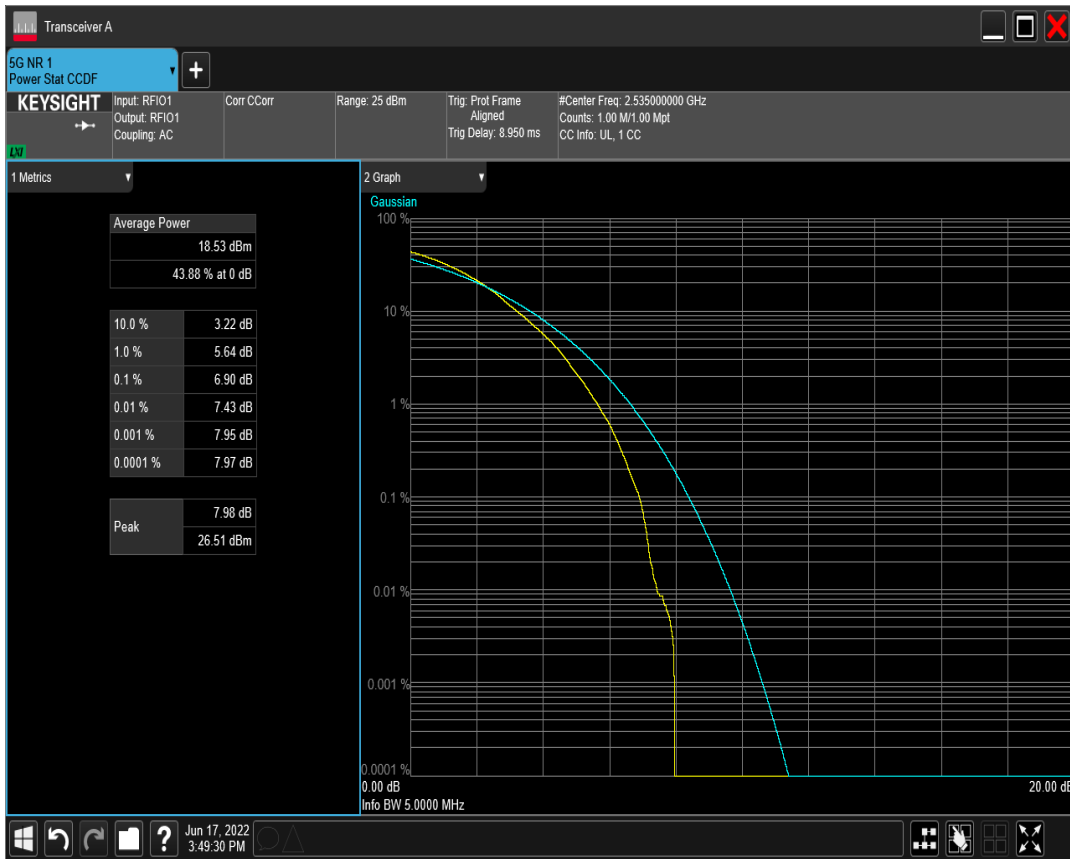 Transceiver A
5G NR 1
Power Stat CCDF
KEYSIGHT
LXI
Input: RFIO1
Output: RFIO1
Coupling: AC
Corr CCorr
Range: 25 dBm
Trig: Prot Frame
Aligned
Trig Delay: 8.950 ms
#Center Freq: 2.535000000 GHz
Counts: 1.00 M/1.00 Mpt
CC Info: UL, 1 CC
1 Metrics
Average Power
18.53 dBm
43.88 % at 0 dB
10.0 % 3.22 dB
1.0 % 5.64 dB
0.1 % 6.90 dB
0.01 % 7.43 dB
0.001 % 7.95 dB
0.0001 % 7.97 dB
Peak
7.98 dB
26.51 dBm
2 Graph
Gaussian
100 %
10 %
1 %
0.1 %
0.01 %
0.001 %
0.0001 %
0.00 dB 20.00 dB
Info BW 5.0000 MHz
?
Jun 17, 2022
3:49:30 PM